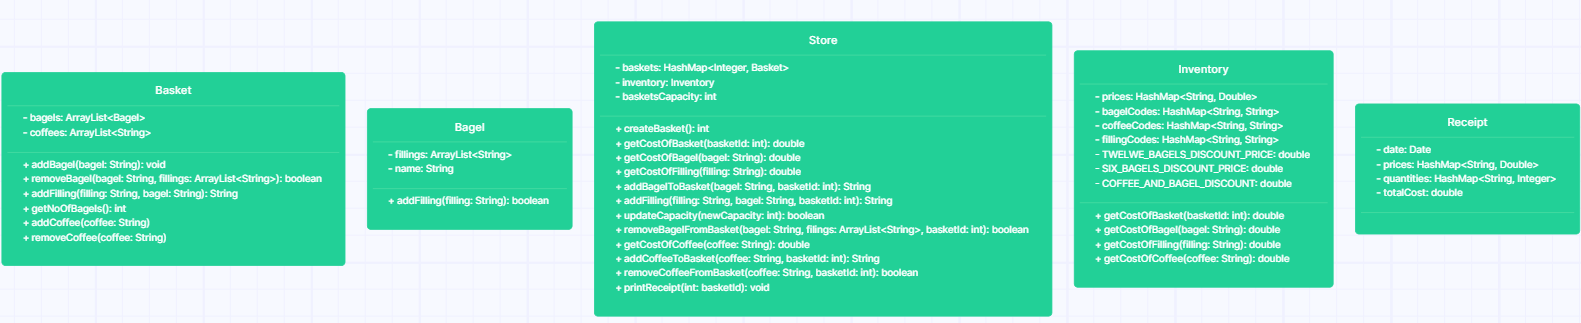 Basket
- bagels: ArrayList<Bagel>
- coffees: ArrayList<String>
+ addBagel(bagel: String): void
+ removeBagel(bagel: String, fillings: ArrayList<String>): boolean
+ addFilling(filling: String, bagel: String): String
+ getNoOfBagels(): int
+ addCoffee(coffee: String)
+ removeCoffee(coffee: String)
Bagel
- fillings: ArrayList<String>
- name: String
+ addFilling(filling: String): boolean
Store
- baskets: HashMap<Integer, Basket>
- inventory: Inventory
- basketsCapacity: int
+ createBasket(): int
+ getCostOfBasket(basketId: int): double
+ getCostOfBagel(bagel: String): double
+ getCostOfFilling(filling: String): double
+ addBagelToBasket(bagel: String, basketId: int): String
+ addFilling(filling: String, bagel: String, basketId: int): String
+ updateCapacity(newCapacity: int): boolean
+ removeBagelFromBasket(bagel: String, filings: ArrayList<String>, basketId: int): boolean
+ getCostOfCoffee(coffee: String): double
+ addCoffeeToBasket(coffee: String, basketId: int): String
+ removeCoffeeFromBasket(coffee: String, basketId: int): boolean
+ printReceipt(int: basketId): void
Inventory
- prices: HashMap<String, Double>
- bagelCodes: HashMap<String, String>
- coffeeCodes: HashMap<String, String>
- fillingCodes: HashMap<String, String>
- TWELWE_BAGELS_DISCOUNT_PRICE: double
- SIX_BAGELS_DISCOUNT_PRICE: double
- COFFEE_AND_BAGEL_DISCOUNT: double
+ getCostOfBasket(basketId: int): double
+ getCostOfBagel(bagel: String): double
+ getCostOfFilling(filling: String): double
+ getCostOfCoffee(coffee: String): double
Receipt
- date: Date
- prices: HashMap<String, Double>
- quantities: HashMap<String, Integer>
- totalCost: double